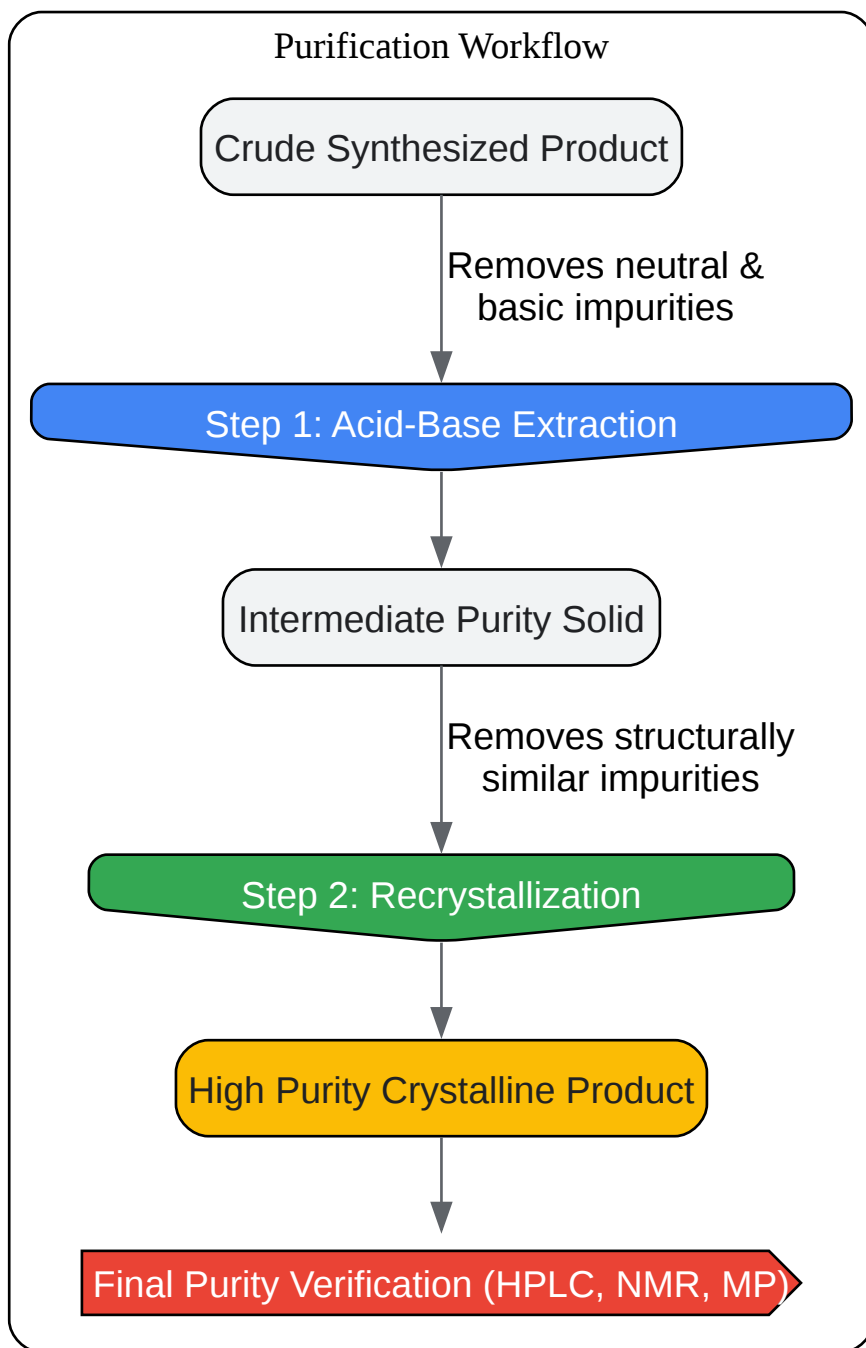 Purification Workflow
Crude Synthesized Product
Removes neutral &
basic impurities
Step 1: Acid-Base Extraction
Intermediate Purity Solid
Removes structurally
similar impurities
Step 2: Recrystallization
High Purity Crystalline Product
Final Purity Verification (HPLC, NMR, MP)